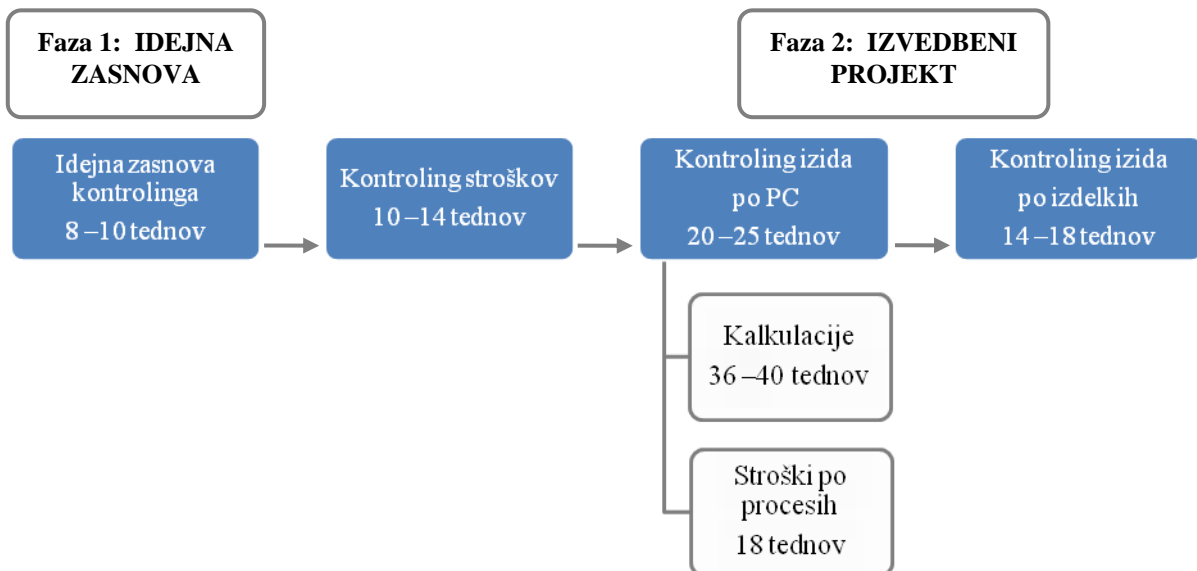 Faza 1: IDEJNA
ZASNOVA
Faza 2: IZVEDBENI
PROJEKT
Idejna zasnova
kontrolinga
8 –10 tednov
Kontroling stroškov
10 –14 tednov
Kontroling izida
po PC
20 –25 tednov
Kontroling izida
po izdelkih
14 –18 tednov
Kalkulacije
36 –40 tednov
Stroški po
procesih
18 tednov